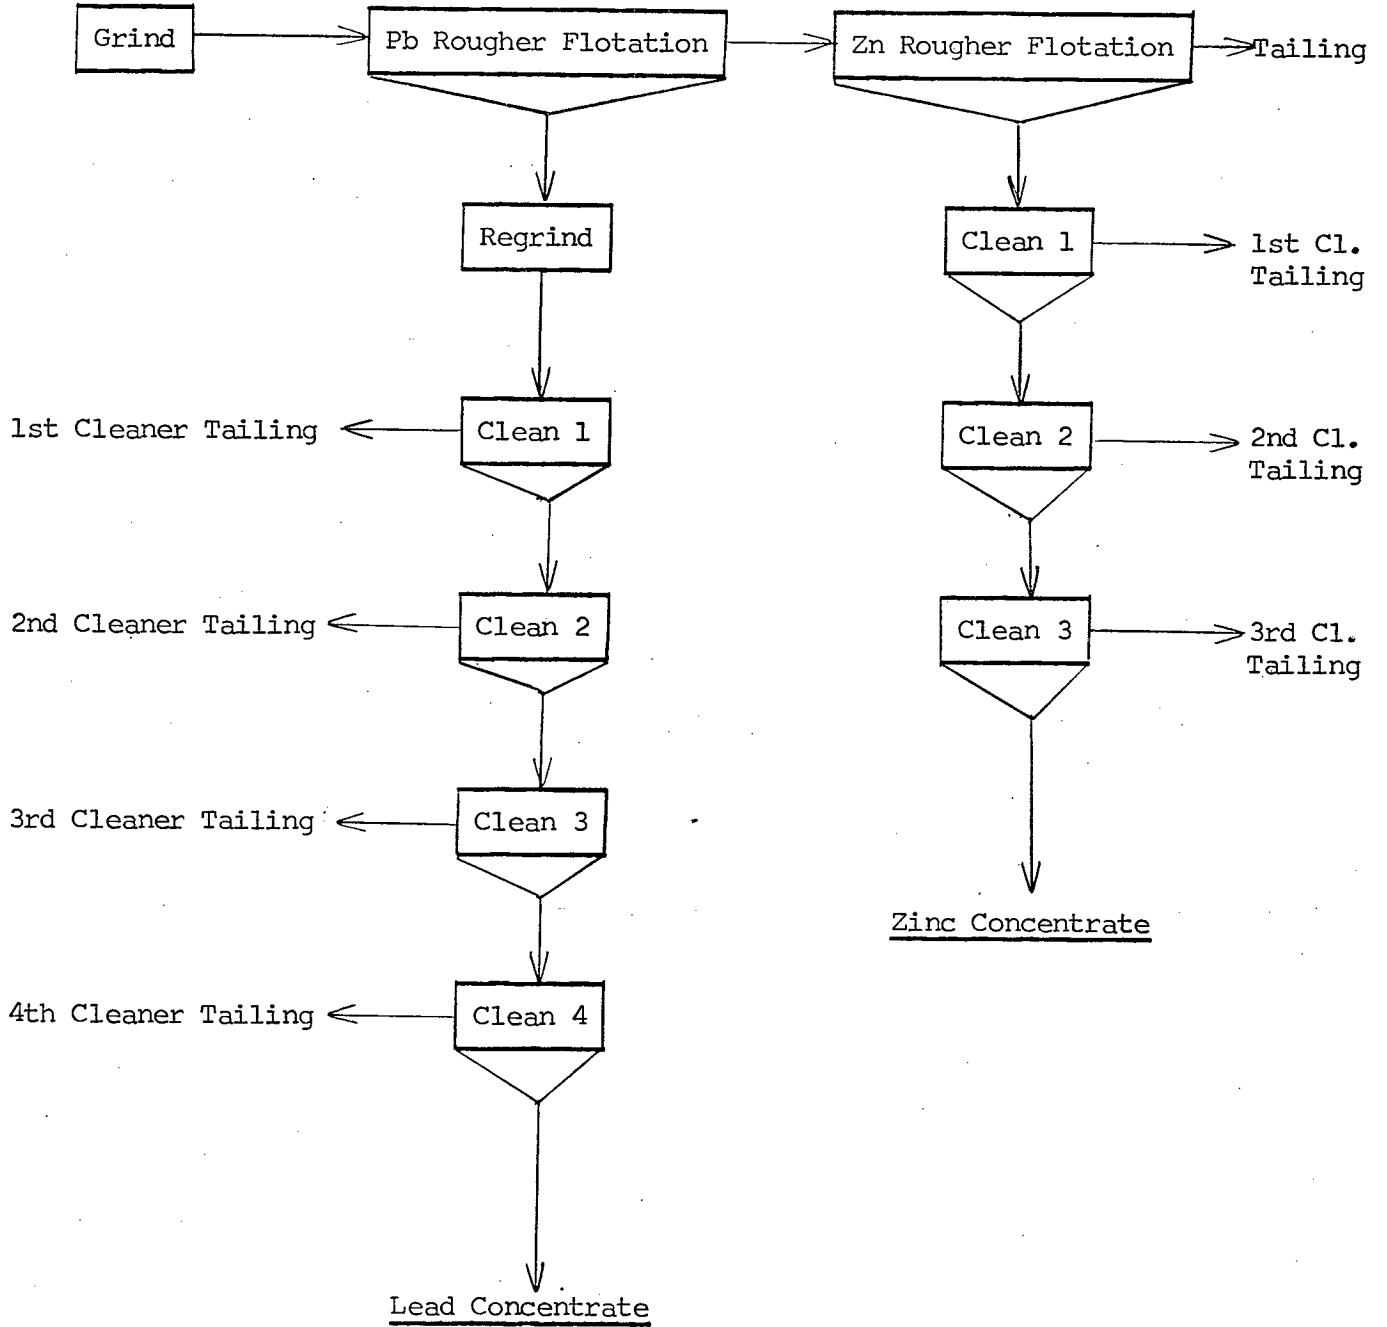 Grind
Pb Rougher Flotation
Zn Rougher Flotation
Tailing
Regrind
Clean 1
1st Cl.
Tailing
1st Cleaner Tailing
Clean 1
Clean 2
2nd Cl.
Tailing
2nd Cleaner Tailing
Clean 2
Clean 3
3rd Cl.
Tailing
3rd Cleaner Tailing
Clean 3
Zinc Concentrate
4th Cleaner Tailing
Clean 4
Lead Concentrate